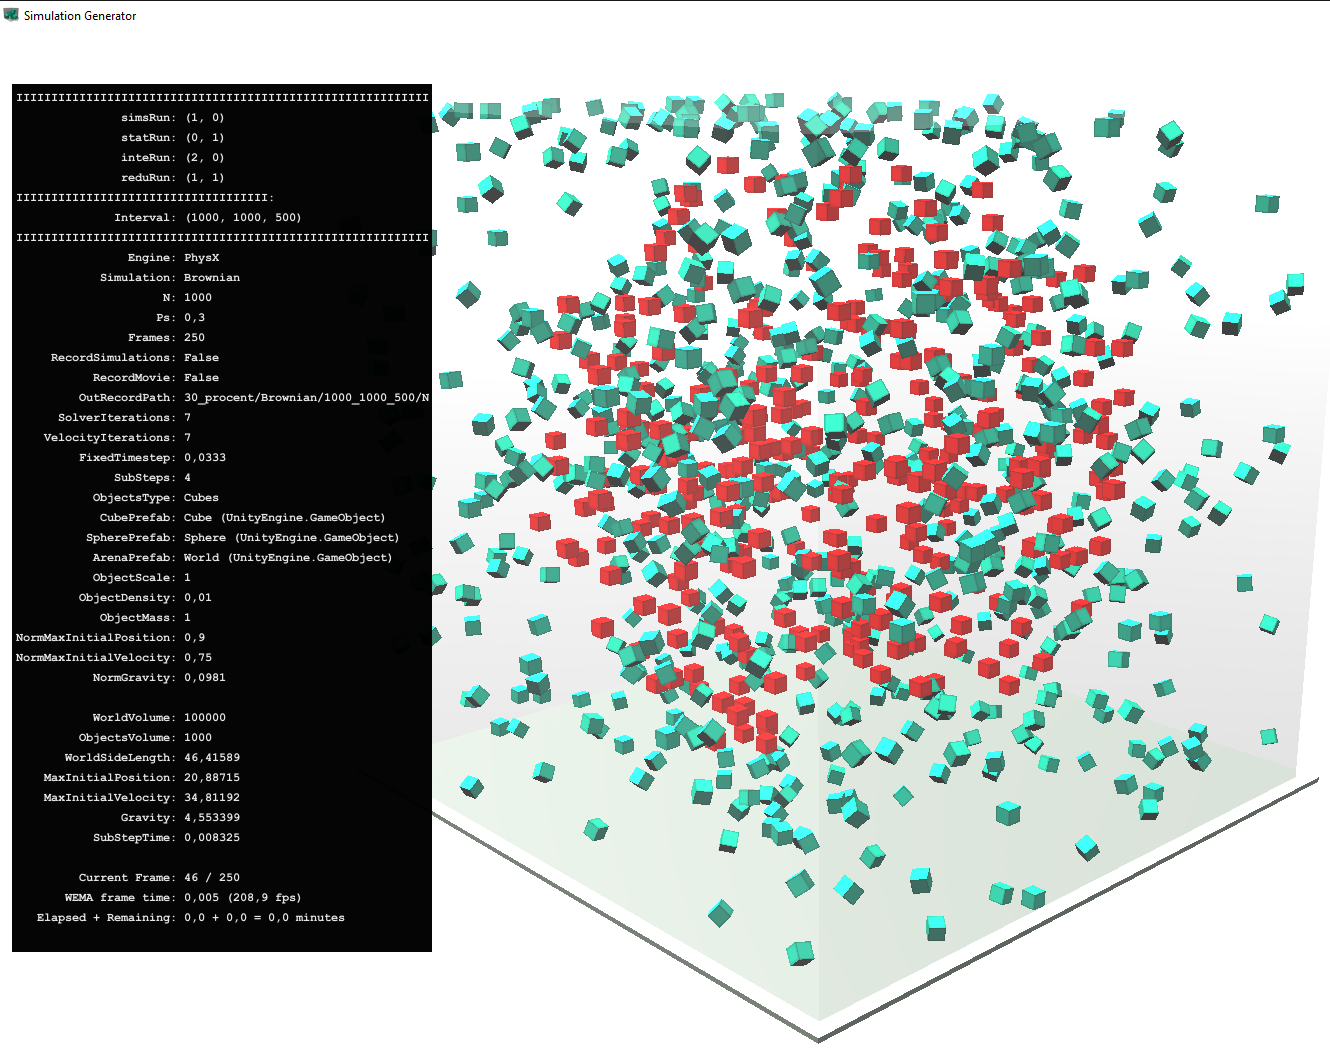 Simulation Generator
IIIIIIIIIIIIIIIIIIIIIIIIIIIIIIIIIIIIIIIIIIIIIIIIIIIIIIIIIII
simsRun: (1, 0)
statRun: (0, 1)
inteRun: (2, 0)
reduRun: (1, 1)
IIIIIIIIIIIIIIIIIIIIIIIIIIIIIIIIIIII:
Interval: (1000, 1000, 500)
IIIIIIIIIIIIIIIIIIIIIIIIIIIIIIIIIIIIIIIIIIIIIIIIIIIIIIIIIII
Engine: PhysX
Simulation: Brownian
N: 1000
Ps: 0,3
Frames: 250
RecordSimulations: False
RecordMovie: False
OutRecordPath: 30_procent/Brownian/1000_1000_500/N
SolverIterations: 7
VelocityIterations: 7
FixedTimestep: 0,0333
SubSteps: 4
ObjectsType: Cubes
CubePrefab: Cube (UnityEngine.GameObject)
SpherePrefab: Sphere (UnityEngine.GameObject)
ArenaPrefab: World (UnityEngine.GameObject)
ObjectScale: 1
ObjectDensity: 0,01
ObjectMass: 1
NormMaxInitialPosition: 0,9
NormMaxInitialVelocity: 0,75
NormGravity: 0,0981
WorldVolume: 100000
ObjectsVolume: 1000
WorldSideLength: 46,41589
MaxInitialPosition: 20,88715
MaxInitialVelocity: 34,81192
Gravity: 4,553399
SubStepTime: 0,008325
Current Frame: 46 / 250
WEMA frame time: 0,005 (208,9 fps)
Elapsed + Remaining: 0,0 + 0,0 = 0,0 minutes